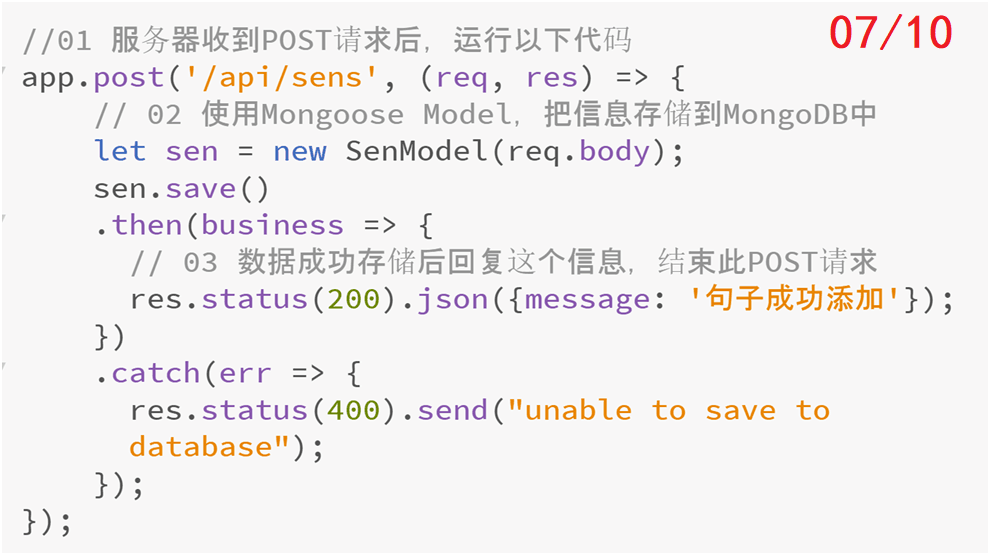 //01 服务器收到POST请求后，运行以下代码
07/10
app.post('/api/sens', (req, res) => {
    // 02 使用Mongoose Model，把信息存储到MongoDB中
    let sen = new SenModel(req.body);
    sen.save()
    .then(business => {
      // 03 数据成功存储后回复这个信息，结束此POST请求
      res.status(200).json({message: '句子成功添加'});
    })
    .catch(err => {
      res.status(400).send("unable to save to
      database");
    });
});